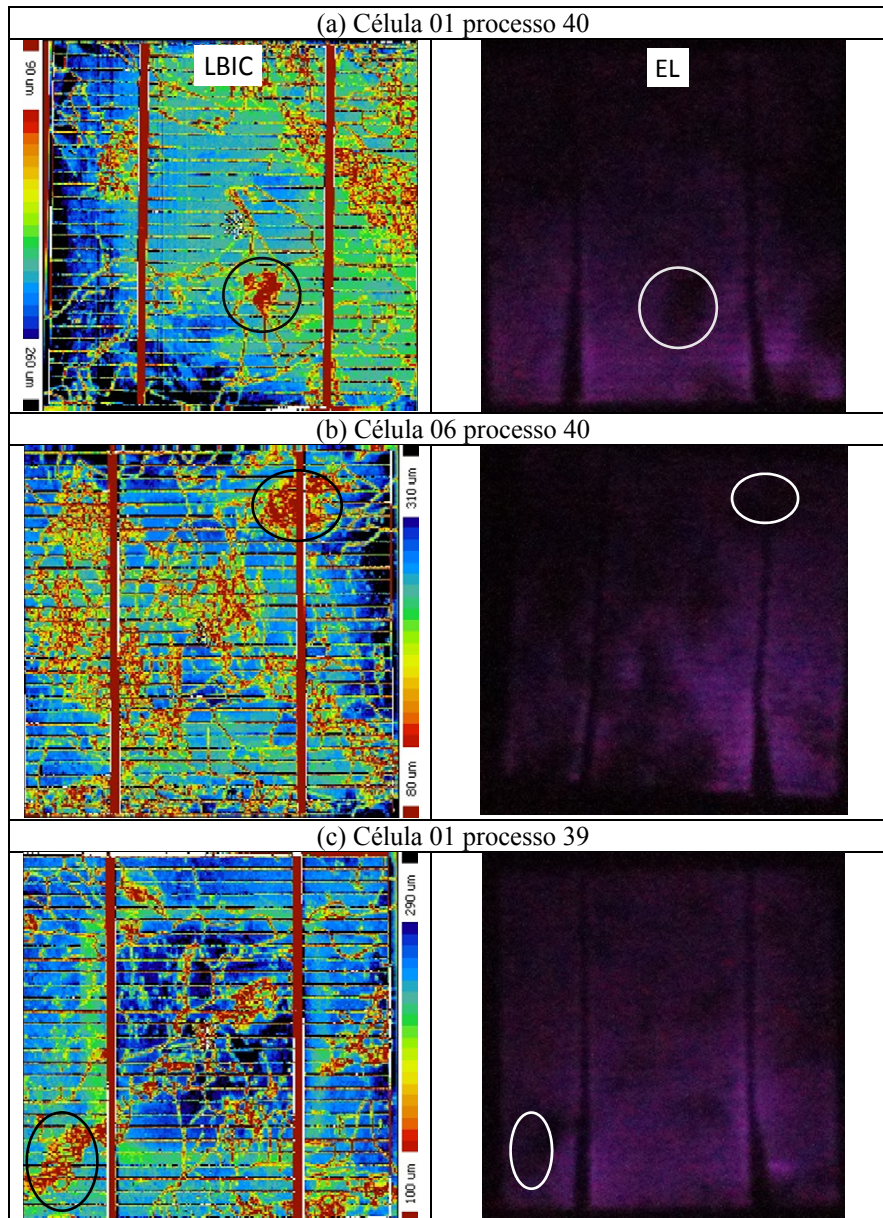 (a) Célula 01 processo 40
LBIC
EL
90 um
260 um
(b) Célula 06 processo 40
310 um
80 um
(c) Célula 01 processo 39
290 um
100 um